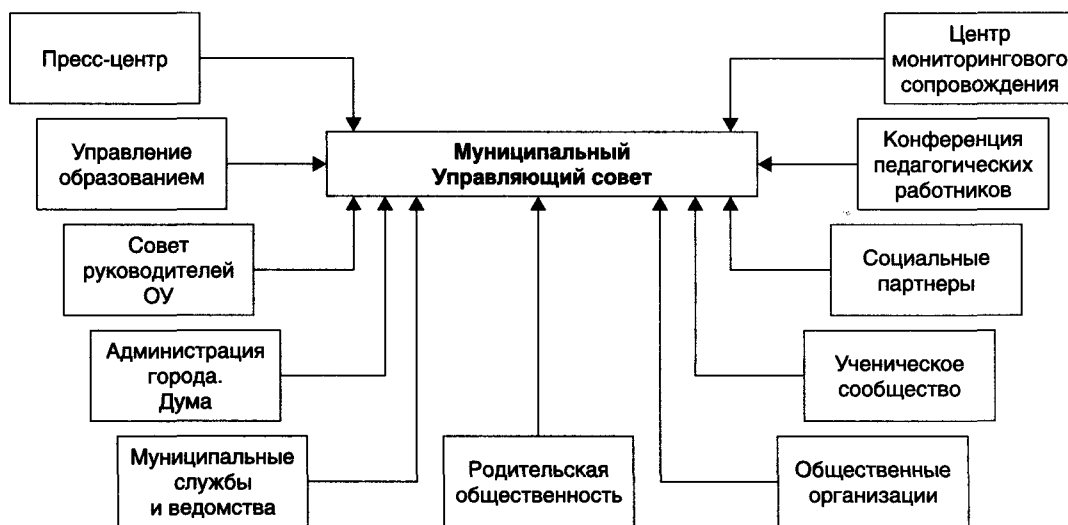 Пресс-центр
Центр
мониторингового
сопровождения
Управление
образованием
Муниципальный
Управляющий совет
Конференция
педагогических
работников
Совет
руководителей
ОУ
Социальные
партнеры
Администрация
города.
Дума
Ученическое
сообщество
Муниципальные
службы
и ведомства
Родительская
общественность
Общественные
организации